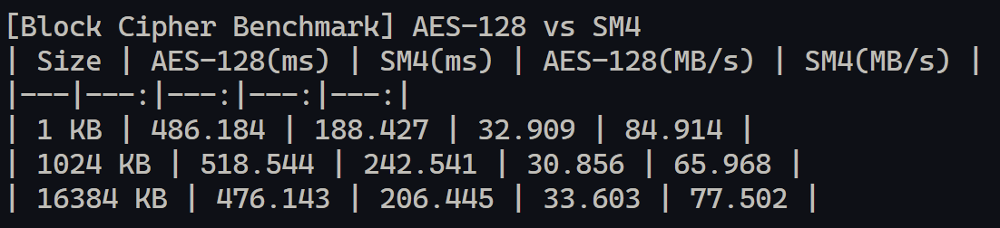 [Block Cipher Benchmark] AES-128 vs SM4
| Size | AES-128(ms) | SM4(ms) | AES-128(MB/s) | SM4(MB/s) |
|---|---:|---:|---:|---:|
| 1 KB | 486.184 | 188.427 | 32.909 | 84.914 |
| 1024 KB | 518.544 | 242.541 | 30.856 | 65.968 |
| 16384 KB | 476.143 | 206.445 | 33.603 | 77.502 |